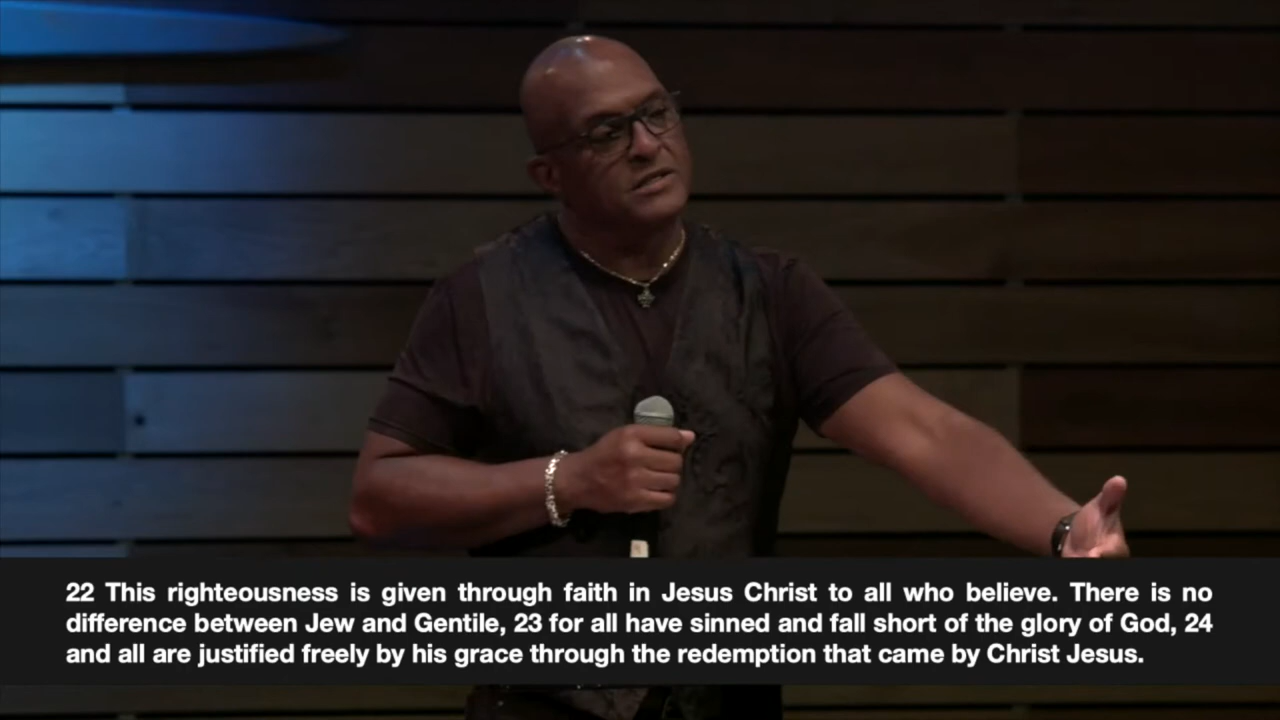 22 This righteousness is given through faith in Jesus Christ to all who believe. There is no
difference between Jew and Gentile, 23 for all have sinned and fall short of the glory of God, 24
and all are justified freely by his grace through the redemption that came by Christ Jesus.